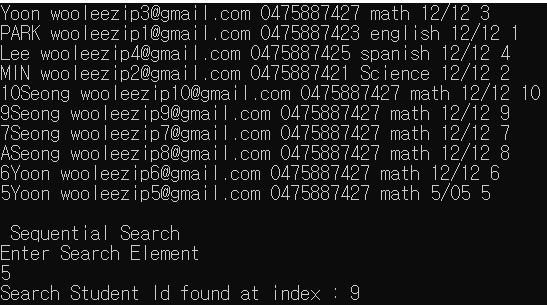 Yoon wooleezip3@gmail.com 0475887427 math 12/12 3
PARK wooleezip1@gmail.com 0475887423 english 12/12 1
Lee wooleezip4@gmail.com 0475887425 spanish 12/12 4
MIN wooleezip2@gmail.com 0475887421 Science 12/12 2
10Seong wooleezip10@gmail.com 0475887427 math 12/12 10
9Seong wooleezip9@gmail.com 0475887427 math 12/12 9
7Seong wooleezip7@gmail.com 0475887427 math 12/12 7
ASeong wooleezip8@gmail.com 0475887427 math 12/12 8
6Yoon wooleezip6@gmail.com 0475887427 math 12/12 6
5Yoon wooleezip5@gmail.com 0475887427 math 5/05 5
Sequential Search
Enter Search Element
5
Search Student Id found at index : 9